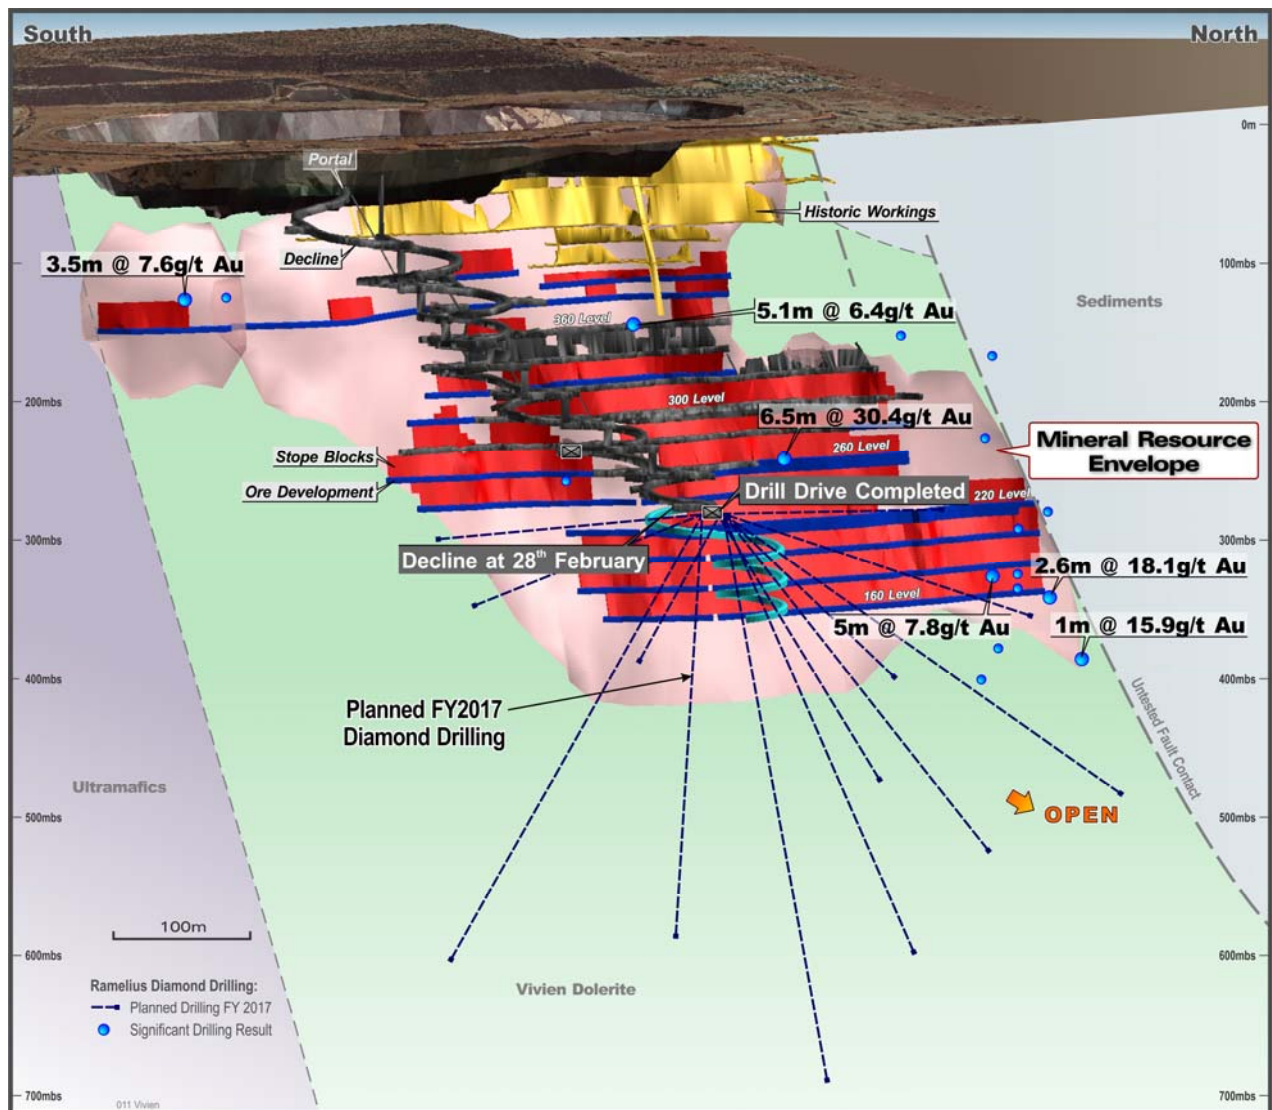 South
North
0m
Portal
Historic Workings
Decline
100mbs
3.5m @ 7.6g/t Au
Sediments
5.1m @ 6.4g/t Au
360 Level
200mbs
200mbs
300 Level
6.5m @ 30.4g/t Au
260 Level
Mineral Resource
Envelope
Stope Blocks
Ore Development
Drill Drive Completed
220 Level
300mbs
300mbs
Decline at 28th February
2.6m @ 18.1g/t Au
160 Level
5m @ 7.8g/t Au
1m @ 15.9g/t Au
400mbs
400mbs
Planned FY2017
Diamond Drilling
Untested Fault Contact
Ultramafics
500mbs
500mbs
OPEN
100m
600mbs
600mbs
Ramelius Diamond Drilling:
Planned Drilling FY 2017
Significant Drilling Result
Vivien Dolerite
700mbs
700mbs
011 Vivien